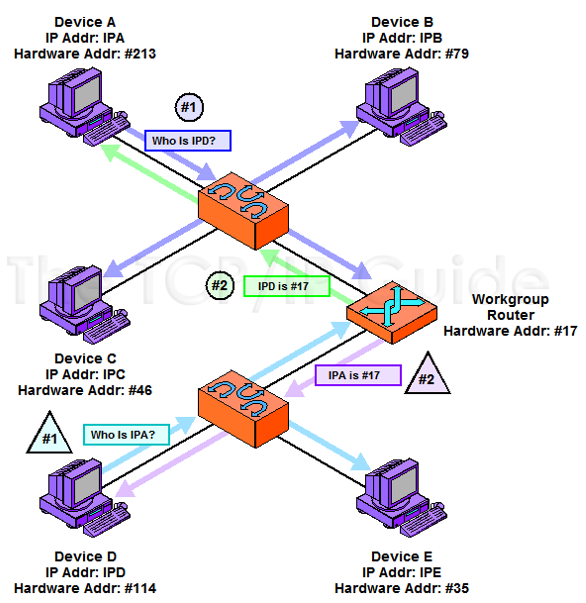 Device A
IP Addr: IPA
Hardware Addr: #213
Device B
IP Addr: IPB
Hardware Addr: #79
#1
Who Is IPD?
The TCP/IP Guide
#2
IPD is #17
Workgroup
Router
Hardware Addr: #17
Device C
IP Addr: IPC
Hardware Addr: #46
IPA is #17
#2
#1
Who Is IPA?
Device D
IP Addr: IPD
Hardware Addr: #114
Device E
IP Addr: IPE
Hardware Addr: #35